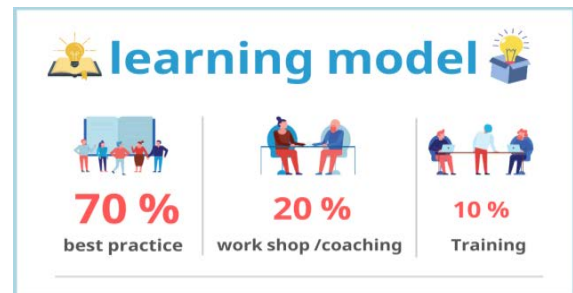 learning model
70 %
best practice
20 %
work shop /coaching
10 %
Training